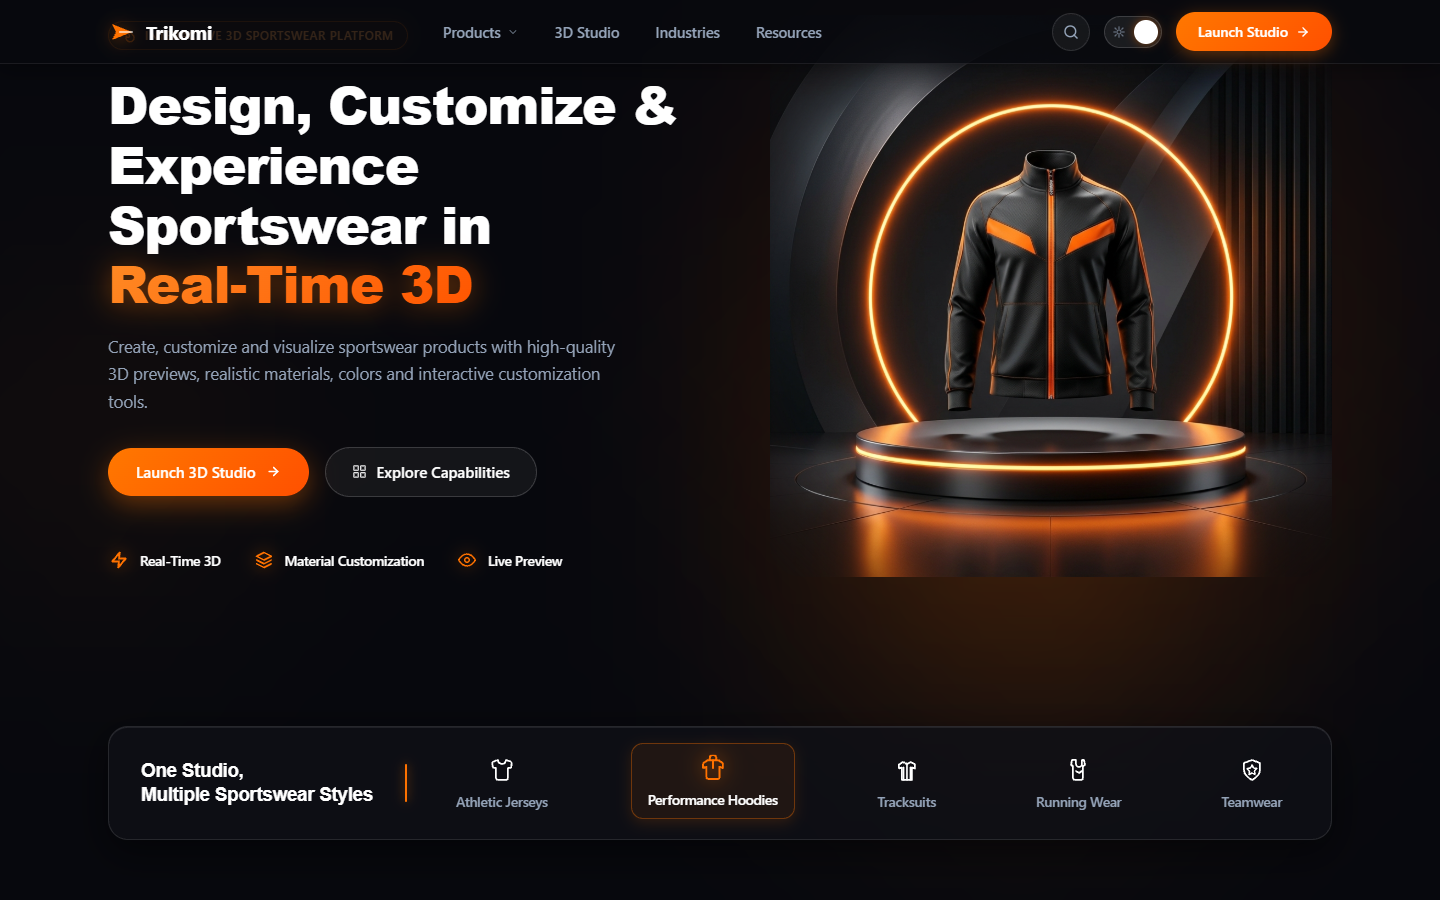 Trikomi
E 3D SPORTSWEAR PLATFORM
Products
3D Studio
Industries
Resources
Launch Studio
Design, Customize &
Experience
Sportswear in
Real-Time 3D
Create, customize and visualize sportswear products with high-quality
3D previews, realistic materials, colors and interactive customization
tools.
Launch 3D Studio
Explore Capabilities
Real-Time 3D
Material Customization
Live Preview
One Studio,
Multiple Sportswear Styles
Athletic Jerseys
Performance Hoodies
Tracksuits
Running Wear
Teamwear